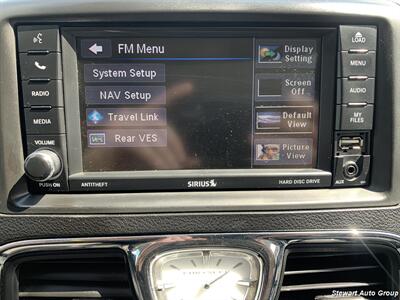 FM Menu
LOAD
Display Setting
System Setup
PHONE
MENU
NAV Setup
Screen Off
RADIO
AUDIO
Travel Link
Default View
MEDIA
MY FILES
Rear VES
Picture View
VOLUME
PUSH
ANTITHEFT
SIRIUS
HARD DISC DRIVE
AUX
Stewart Auto Group